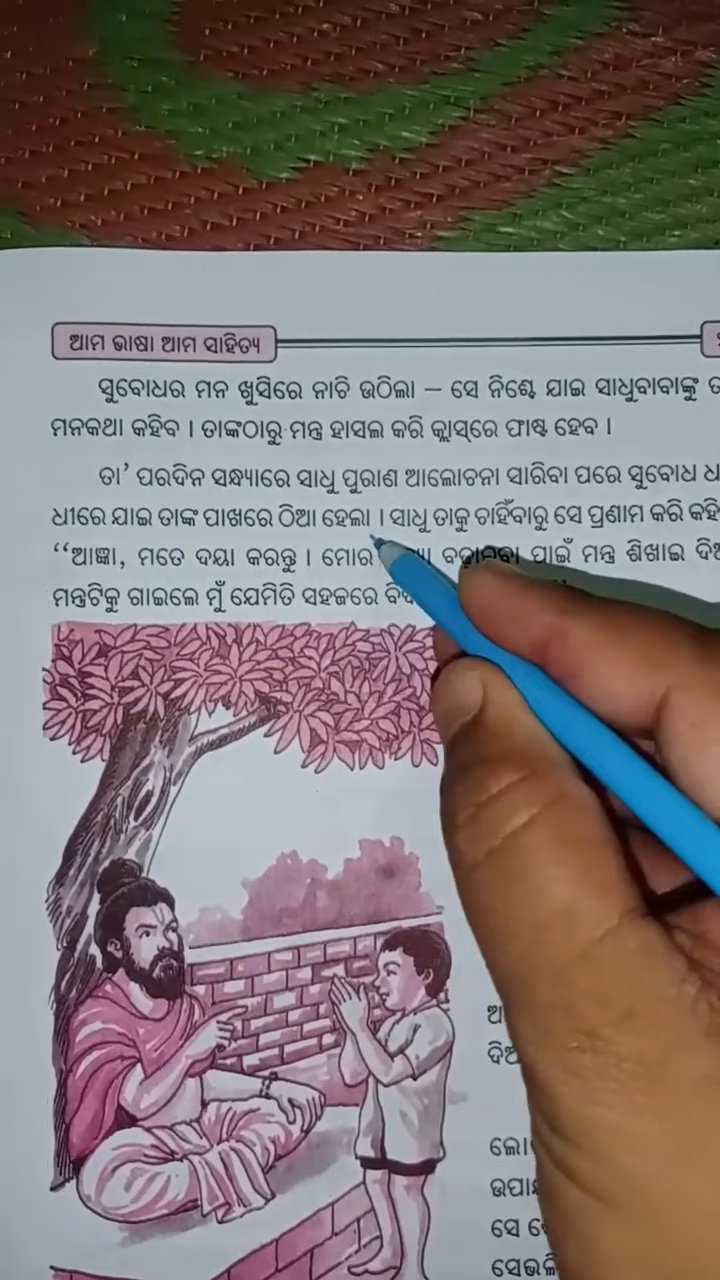 ଆମ ଭାଷା ଆମ ସାହିତ୍ୟ
ସୁବୋଧର ମନ ଖୁସିରେ ନାଚି ଉଠିଲା – ସେ ନିଶ୍ଚେ ଯାଇ ସାଧୁବାବାଙ୍କୁ
ମନକଥା କହିବ । ତାଙ୍କଠାରୁ ମନ୍ତ୍ର ହାସଲ କରି କ୍ଲାସ୍‌ରେ ଫାଷ୍ଟ ହେବ ।
ତା’ ପରଦିନ ସନ୍ଧ୍ୟାରେ ସାଧୁ ପୁରାଣ ଆଲୋଚନା ସାରିବା ପରେ ସୁବୋଧ
ଧୀରେ ଯାଇ ତାଙ୍କ ପାଖରେ ଠିଆ ହେଲା । ସାଧୁ ତାକୁ ଚାହିଁବାରୁ ସେ ପ୍ରଣାମ କରି
“ଆଜ୍ଞା, ମତେ ଦୟା କରନ୍ତୁ । ମୋର ପାଇଁ ମନ୍ତ୍ର ଶିଖାଇ
ମନ୍ତ୍ରଟିକୁ ଗାଇଲେ ମୁଁ ଯେମିତି ସହଜରେ